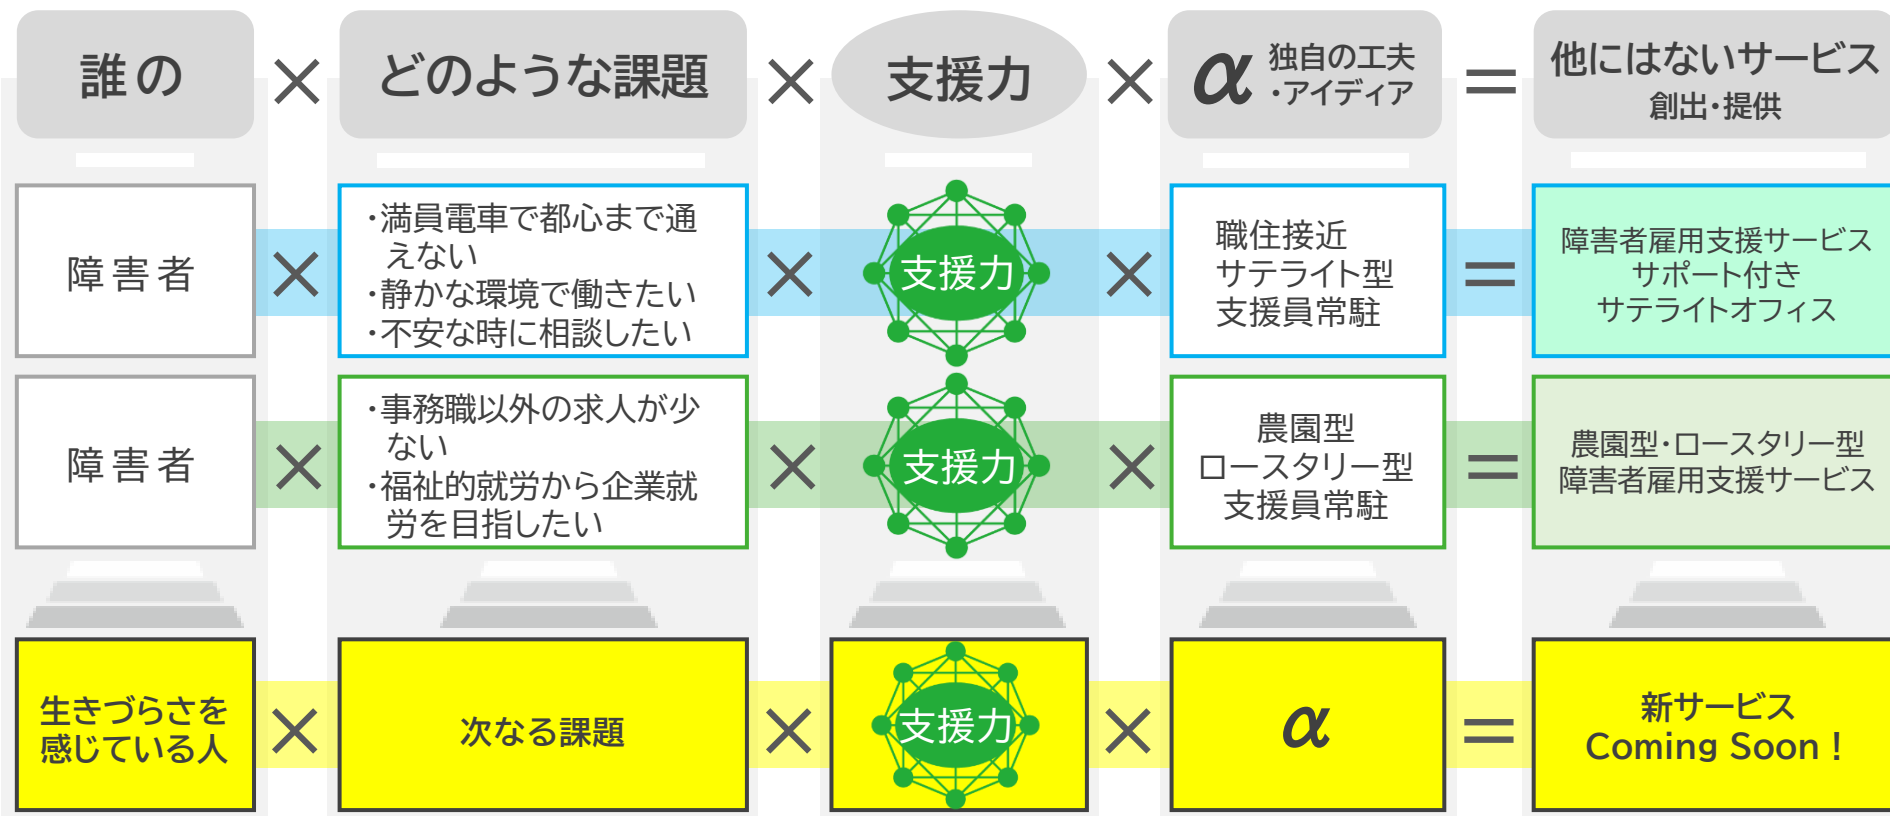 誰の
×
どのような課題
×
支援力
×
α 独自の工夫
・アイディア
＝
他にはないサービス
創出・提供
障害者
×
・満員電車で都心まで通
えない
・静かな環境で働きたい
・不安な時に相談したい
×
支援力
×
職住接近
サテライト型
支援員常駐
＝
障害者雇用支援サービス
サポート付き
サテライトオフィス
障害者
×
・事務職以外の求人が少
ない
・福祉的就労から企業就
労を目指したい
×
支援力
×
農園型
ロースタリー型
支援員常駐
＝
農園型・ロースタリー型
障害者雇用支援サービス
生きづらさを
感じている人
×
次なる課題
×
支援力
×
α
＝
新サービス
Coming Soon！